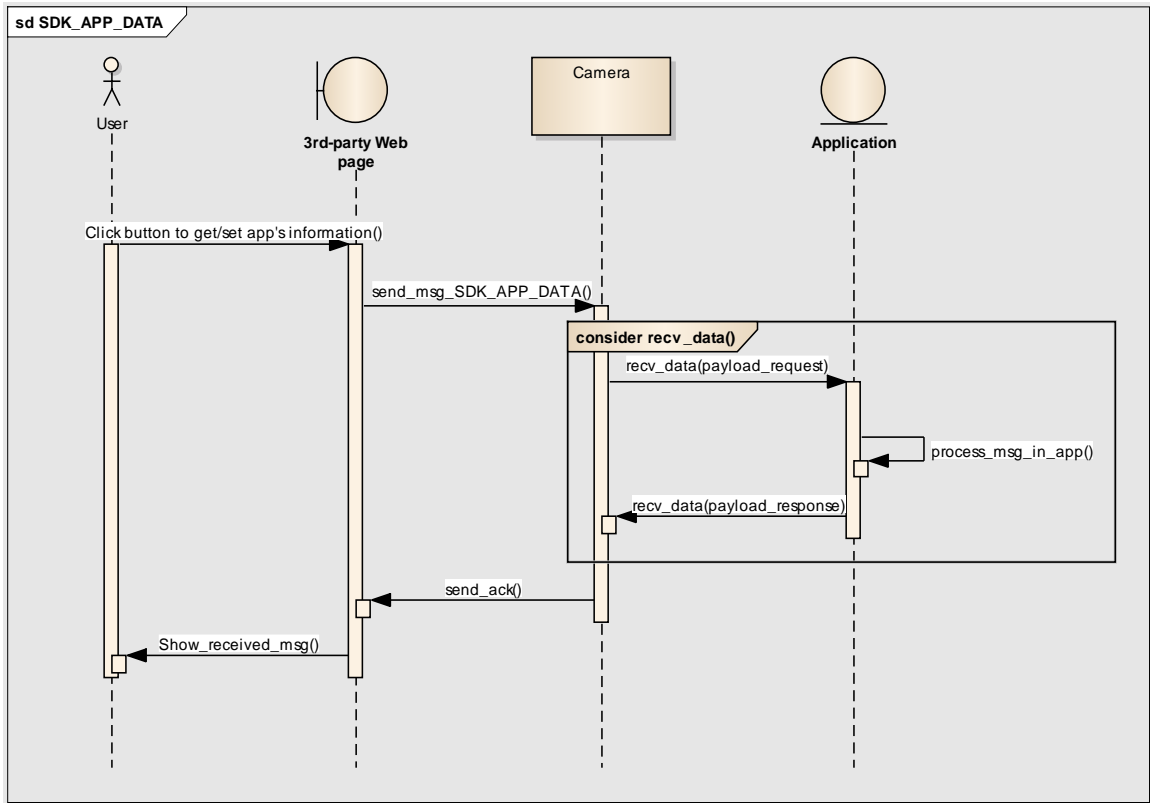 sd SDK_APP_DATA
User
3rd-party Web
page
Camera
Application
Click button to get/set app's information()
send_msg_SDK_APP_DATA()
consider recv_data()
recv_data(payload_request)
process_msg_in_app()
recv_data(payload_response)
send_ack()
Show_received_msg()